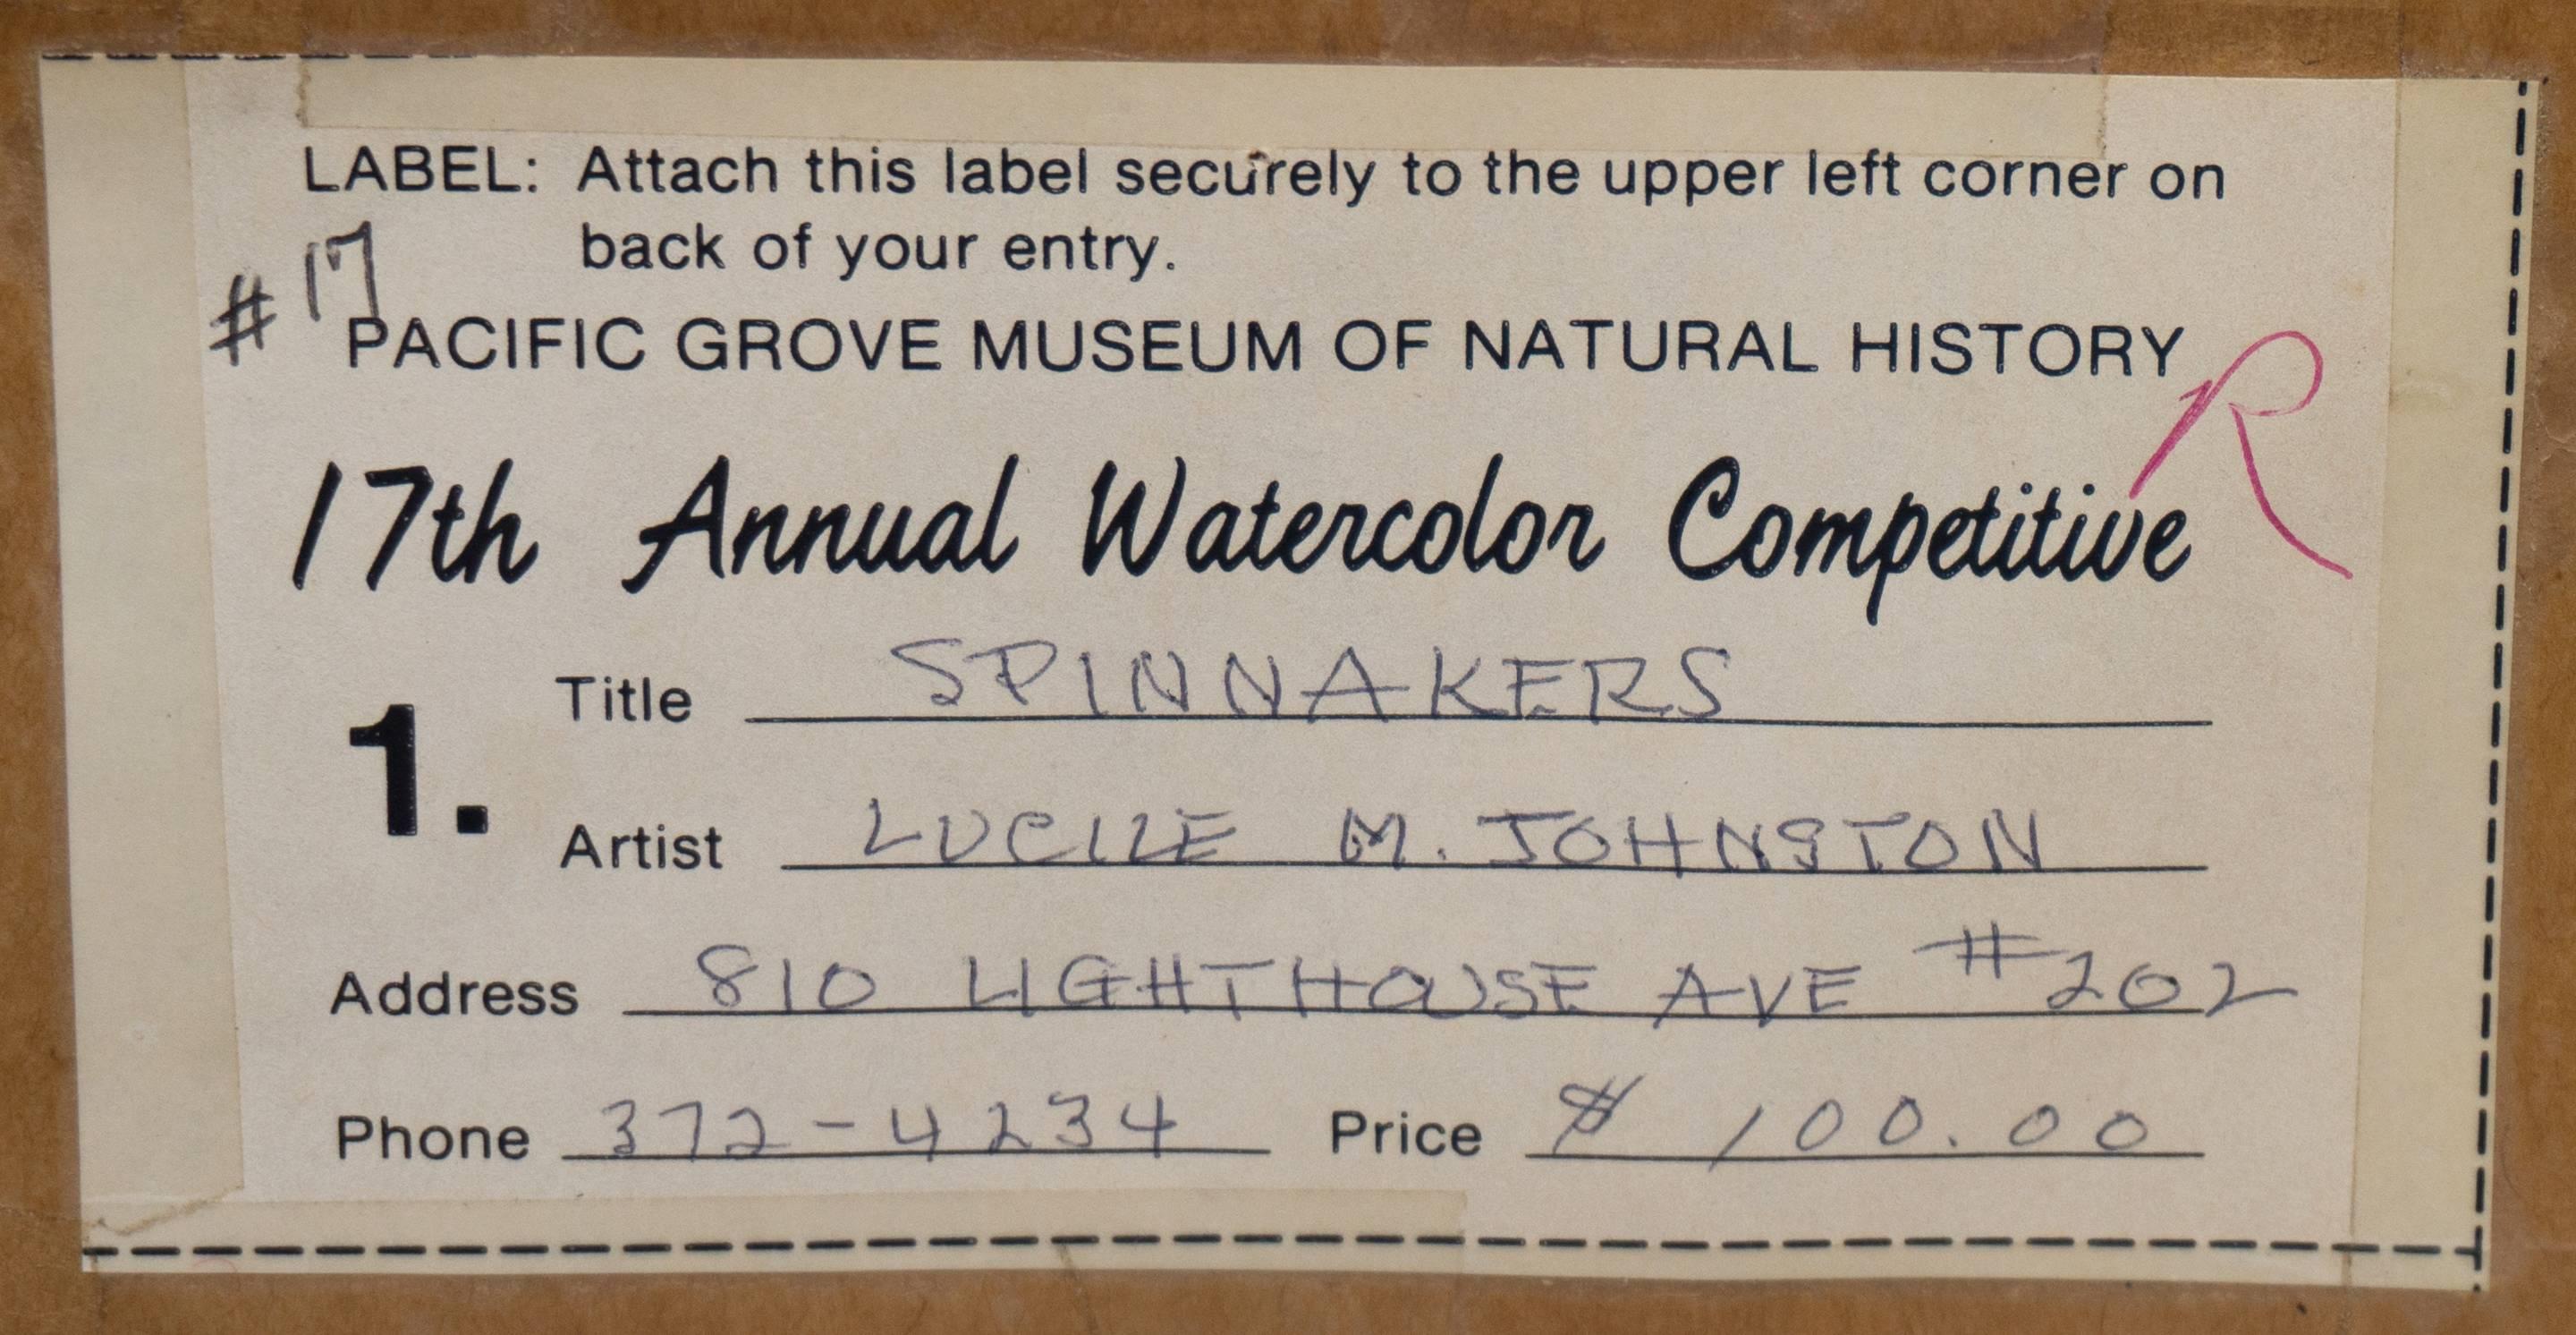 LABEL: Attach this label securely to the upper left corner on
back of your entry.
# 17
PACIFIC GROVE MUSEUM OF NATURAL HISTORY
R
17th Annual Watercolor Competitive
1.
Title SPINNAKERS
Artist LUCILE M. JOHNSTON
Address 810 LIGHTHOUSE AVE #202
Phone 372-4234 Price $ 100.00